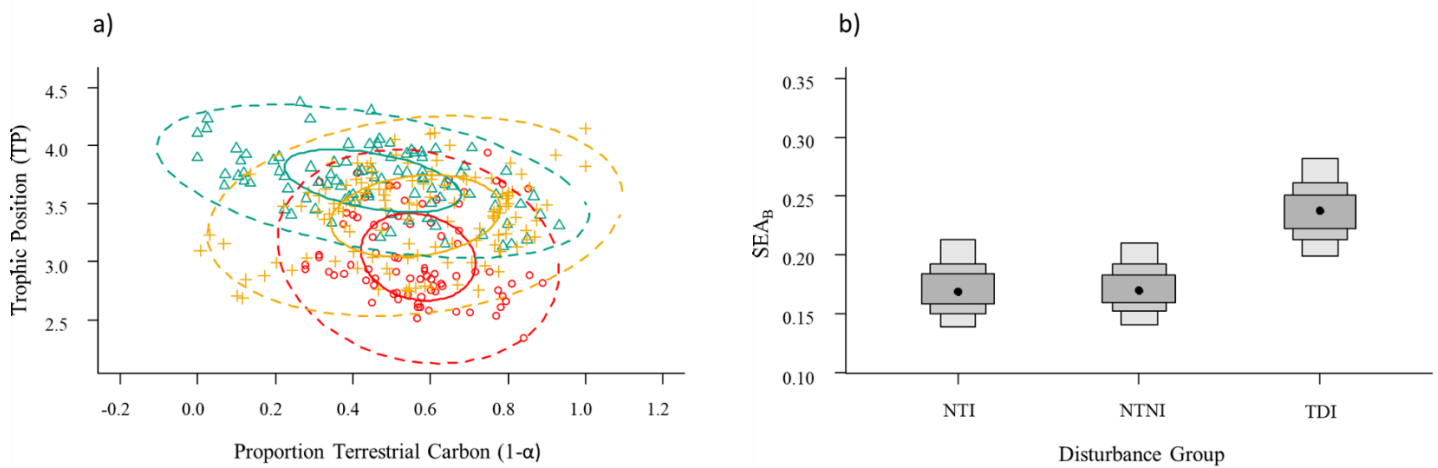 a)
Trophic Position (TP)
4.5
4.0
3.5
3.0
2.5
-0.2 0.0 0.2 0.4 0.6 0.8 1.0 1.2
Proportion Terrestrial Carbon (1-α)
b)
SEAB
0.35
0.30
0.25
0.20
0.15
0.10
NTI NTNI TDI
Disturbance Group